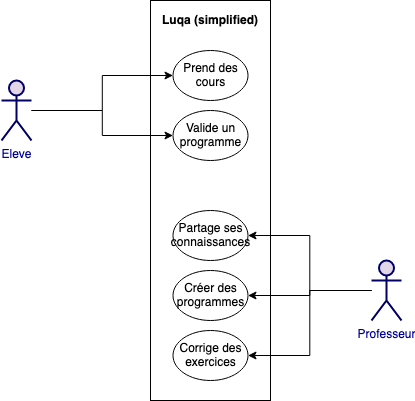 Luqa (simplified)
Prend des
cours
Valide un
programme
Eleve
Partage ses
connaissances
Créer des
programmes
Professeur
Corrige des
exercices